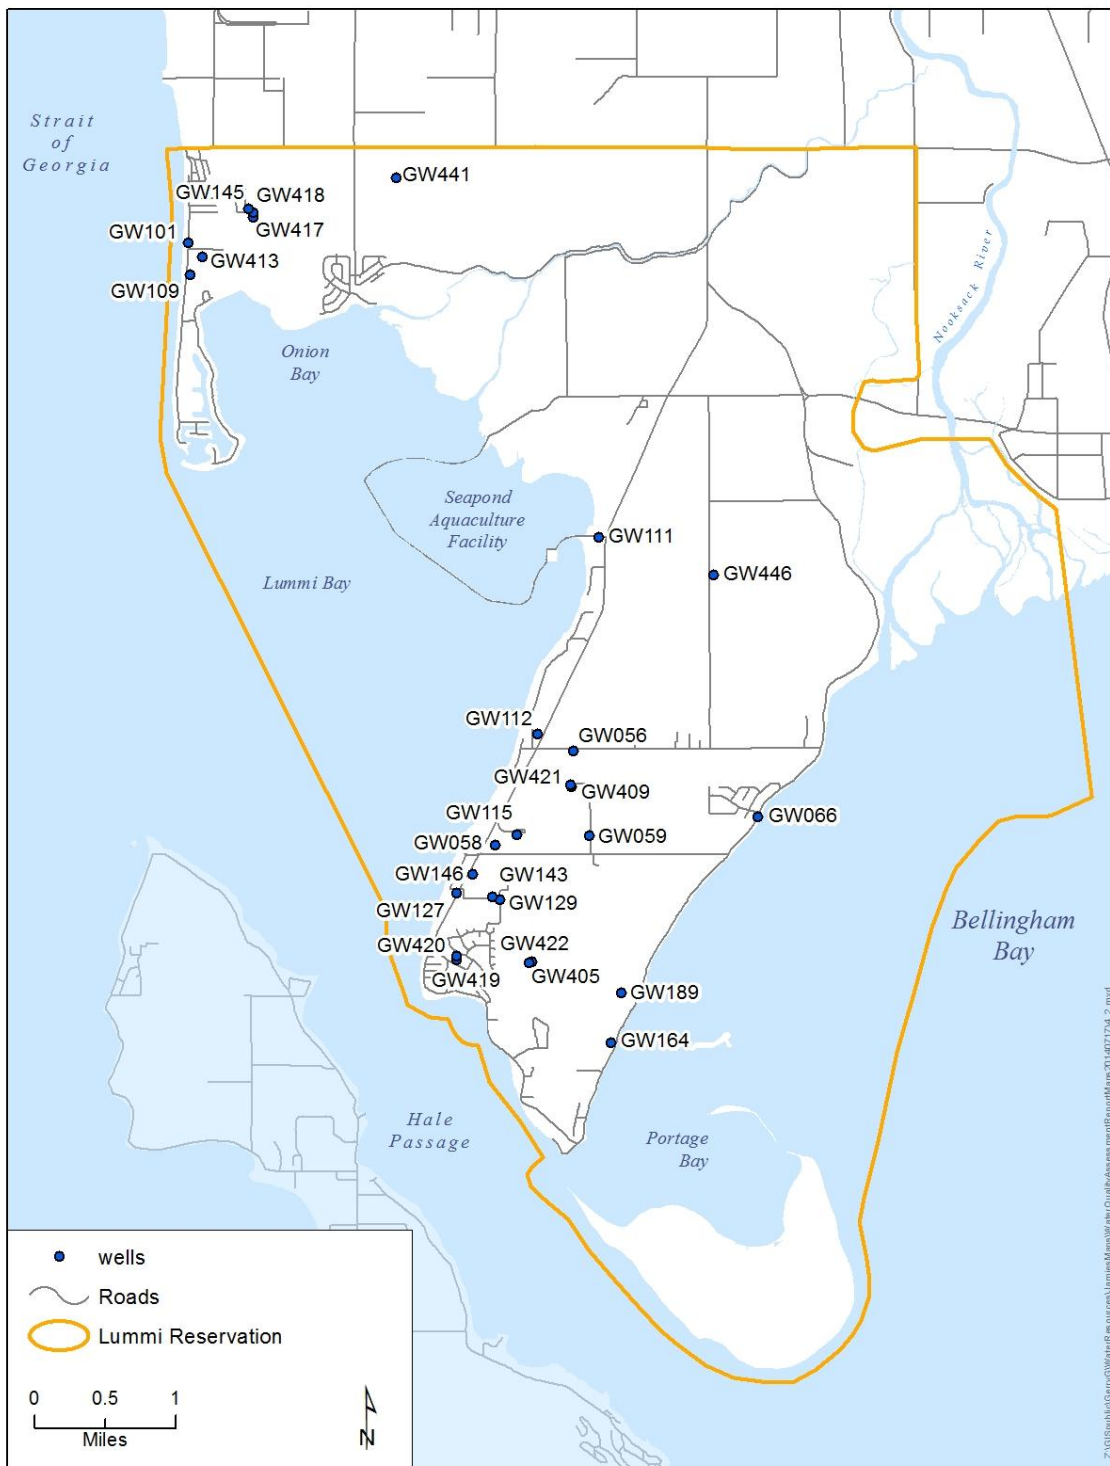 Strait
of
Georgia
GW441
GW145
GW418
GW417
GW101
GW413
GW109
Nooksack River
Onion
Bay
Seapond
Aquaculture
Facility
GW111
Lummi Bay
GW446
GW112
GW056
GW421
GW409
GW115
GW066
GW058
GW059
GW146
GW143
GW127
GW129
Bellingham
Bay
GW420
GW422
GW419
GW405
GW189
GW164
Hale
Passage
Portage
Bay
wells
Roads
Lummi Reservation
0 0.5 1
Miles
N